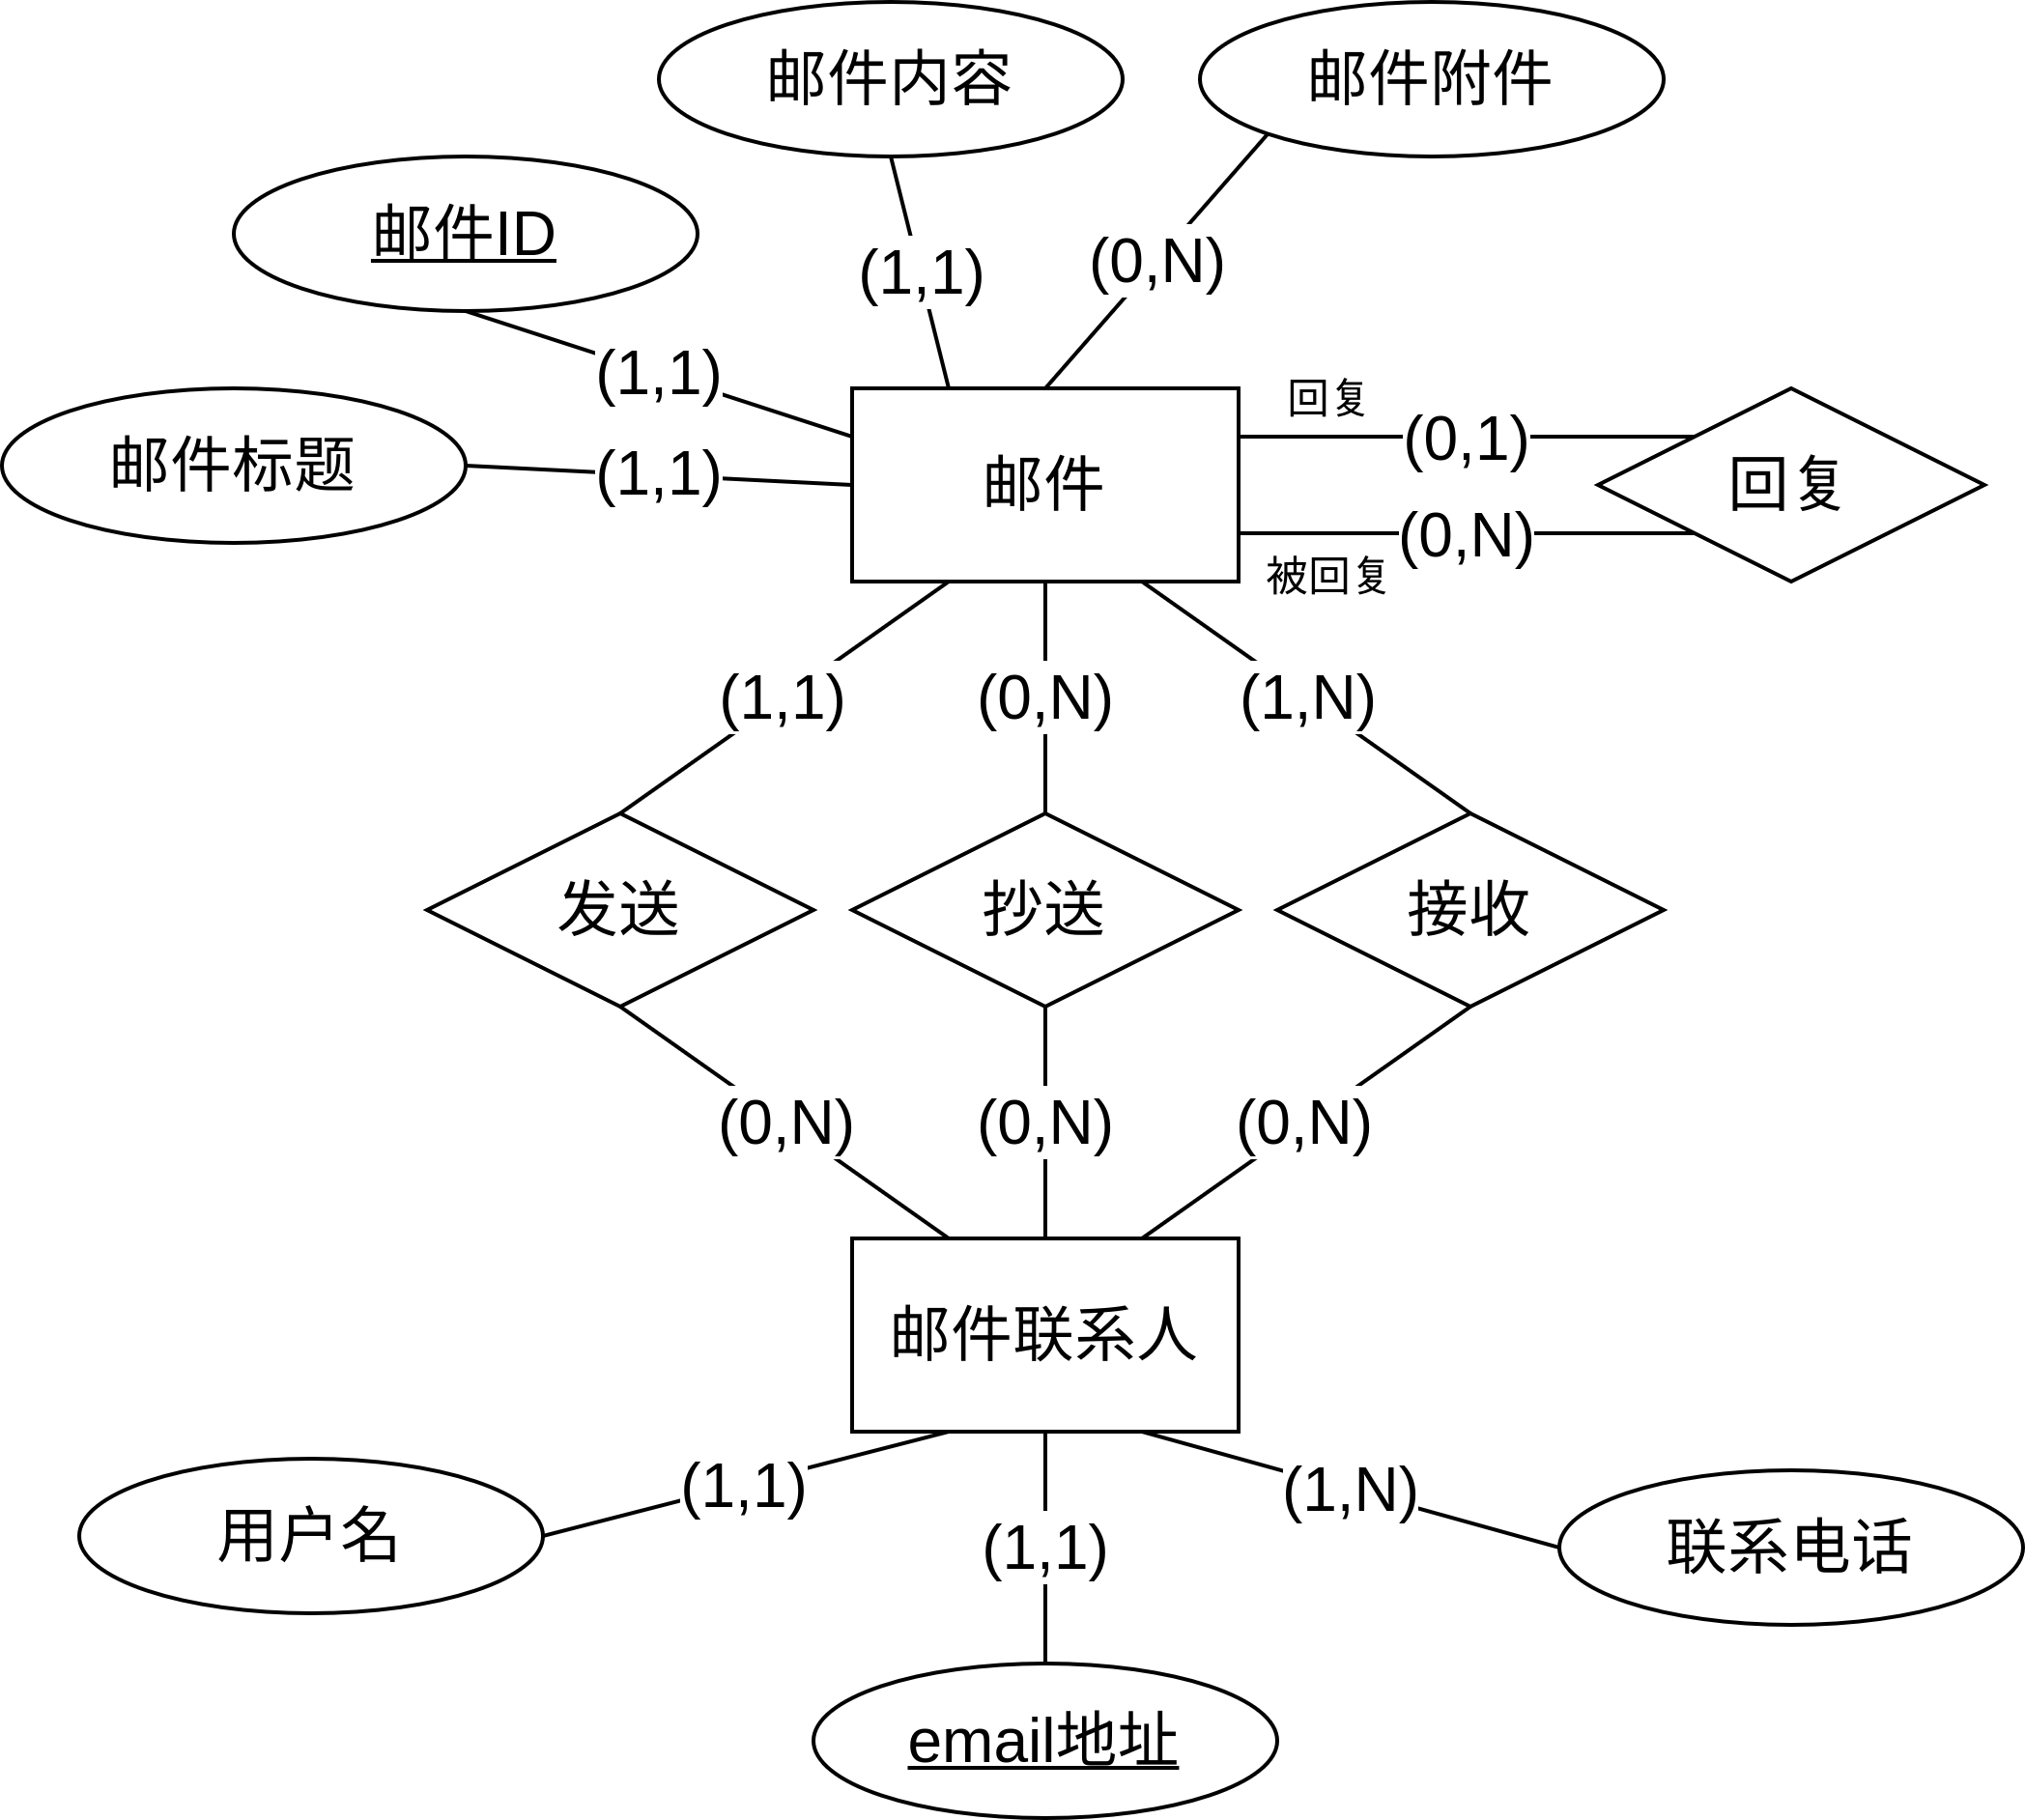 邮件内容
邮件附件
邮件ID
(1,1)
(0,N)
(1,1)
回复
邮件标题
(1,1)
邮件
(0,1)
回复
(0,N)
被回复
(1,1)
(0,N)
(1,N)
发送
抄送
接收
(0,N)
(0,N)
(0,N)
邮件联系人
(1,1)
(1,N)
用户名
(1,1)
联系电话
email地址